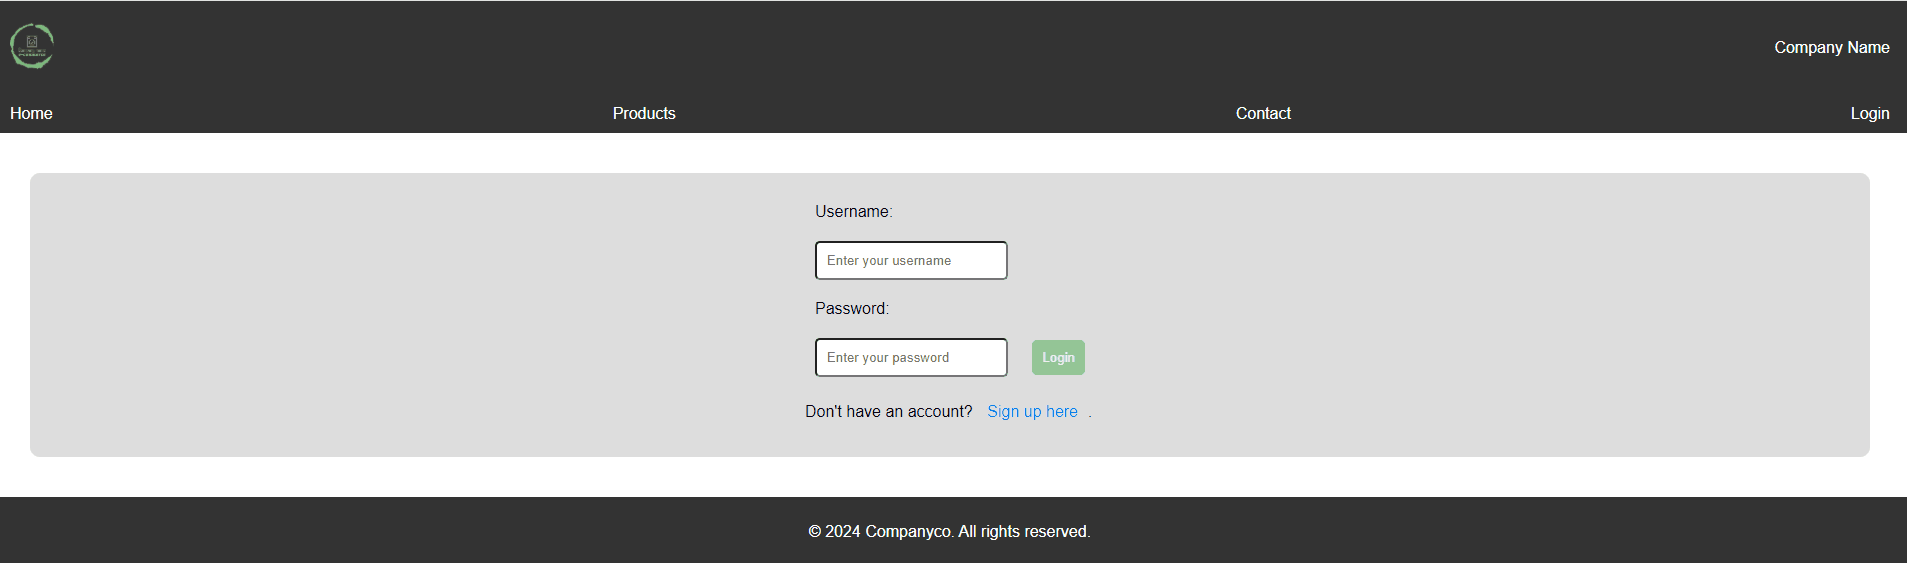 Company Name
Home Products Contact Login
Username:
Enter your username
Password:
Enter your password Login
Don't have an account? Sign up here .
© 2024 Companyco. All rights reserved.